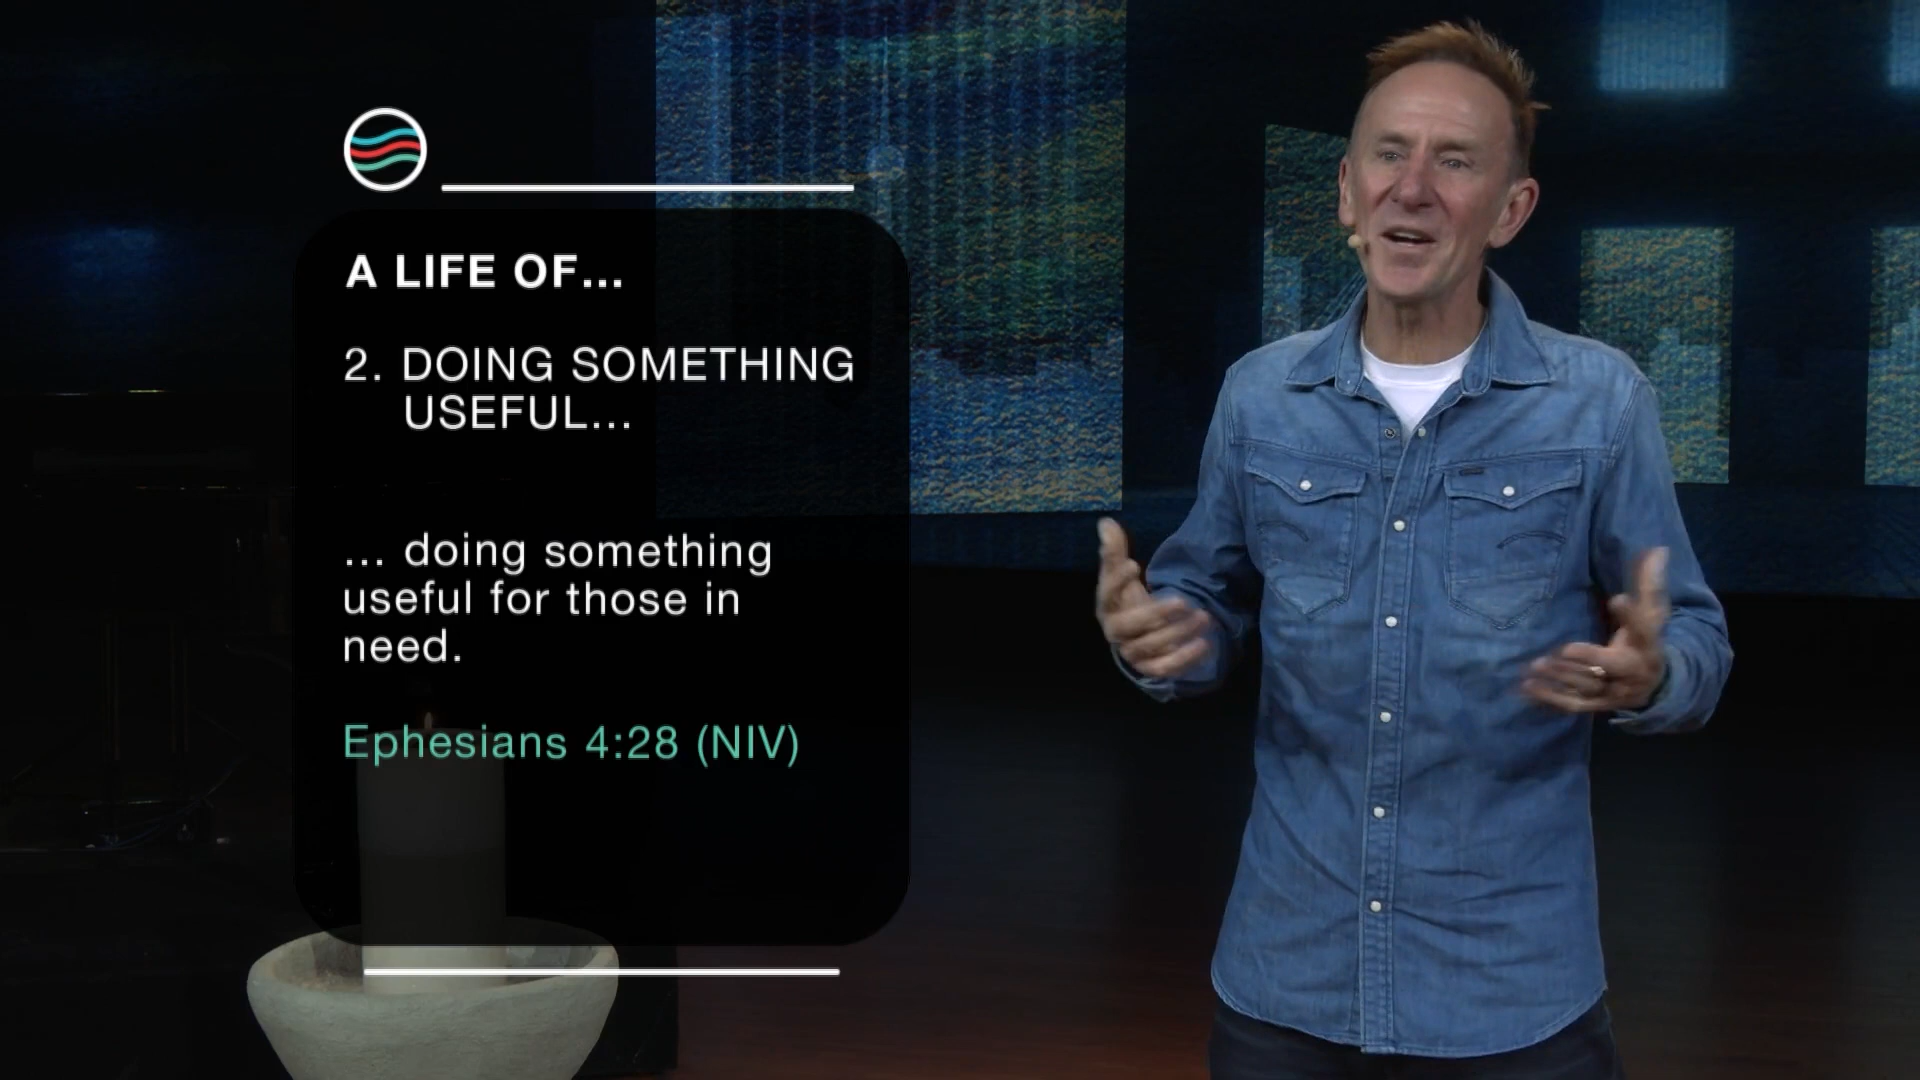 A LIFE OF...
2. DOING SOMETHING
USEFUL...
... doing something
useful for those in
need.
Ephesians 4:28 (NIV)